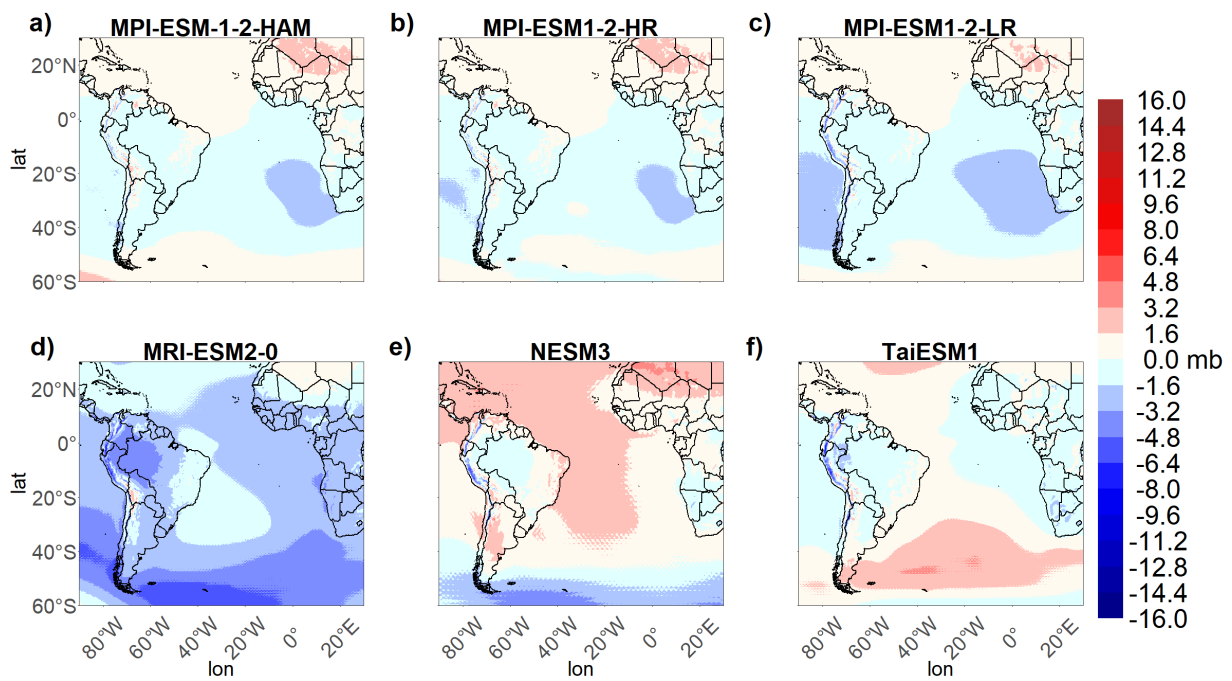 a) MPI-ESM-1-2-HAM
b) MPI-ESM1-2-HR
c) MPI-ESM1-2-LR
20°N
0°
20°S
40°S
60°S
lat
d) MRI-ESM2-0
e) NESM3
f) TaiESM1
20°N
0°
20°S
40°S
60°S
lat
80°W 60°W 40°W 20°W 0° 20°E
80°W 60°W 40°W 20°W 0° 20°E
80°W 60°W 40°W 20°W 0° 20°E
lon
lon
lon
16.0
14.4
12.8
11.2
9.6
8.0
6.4
4.8
3.2
1.6
0.0 mb
-1.6
-3.2
-4.8
-6.4
-8.0
-9.6
-11.2
-12.8
-14.4
-16.0